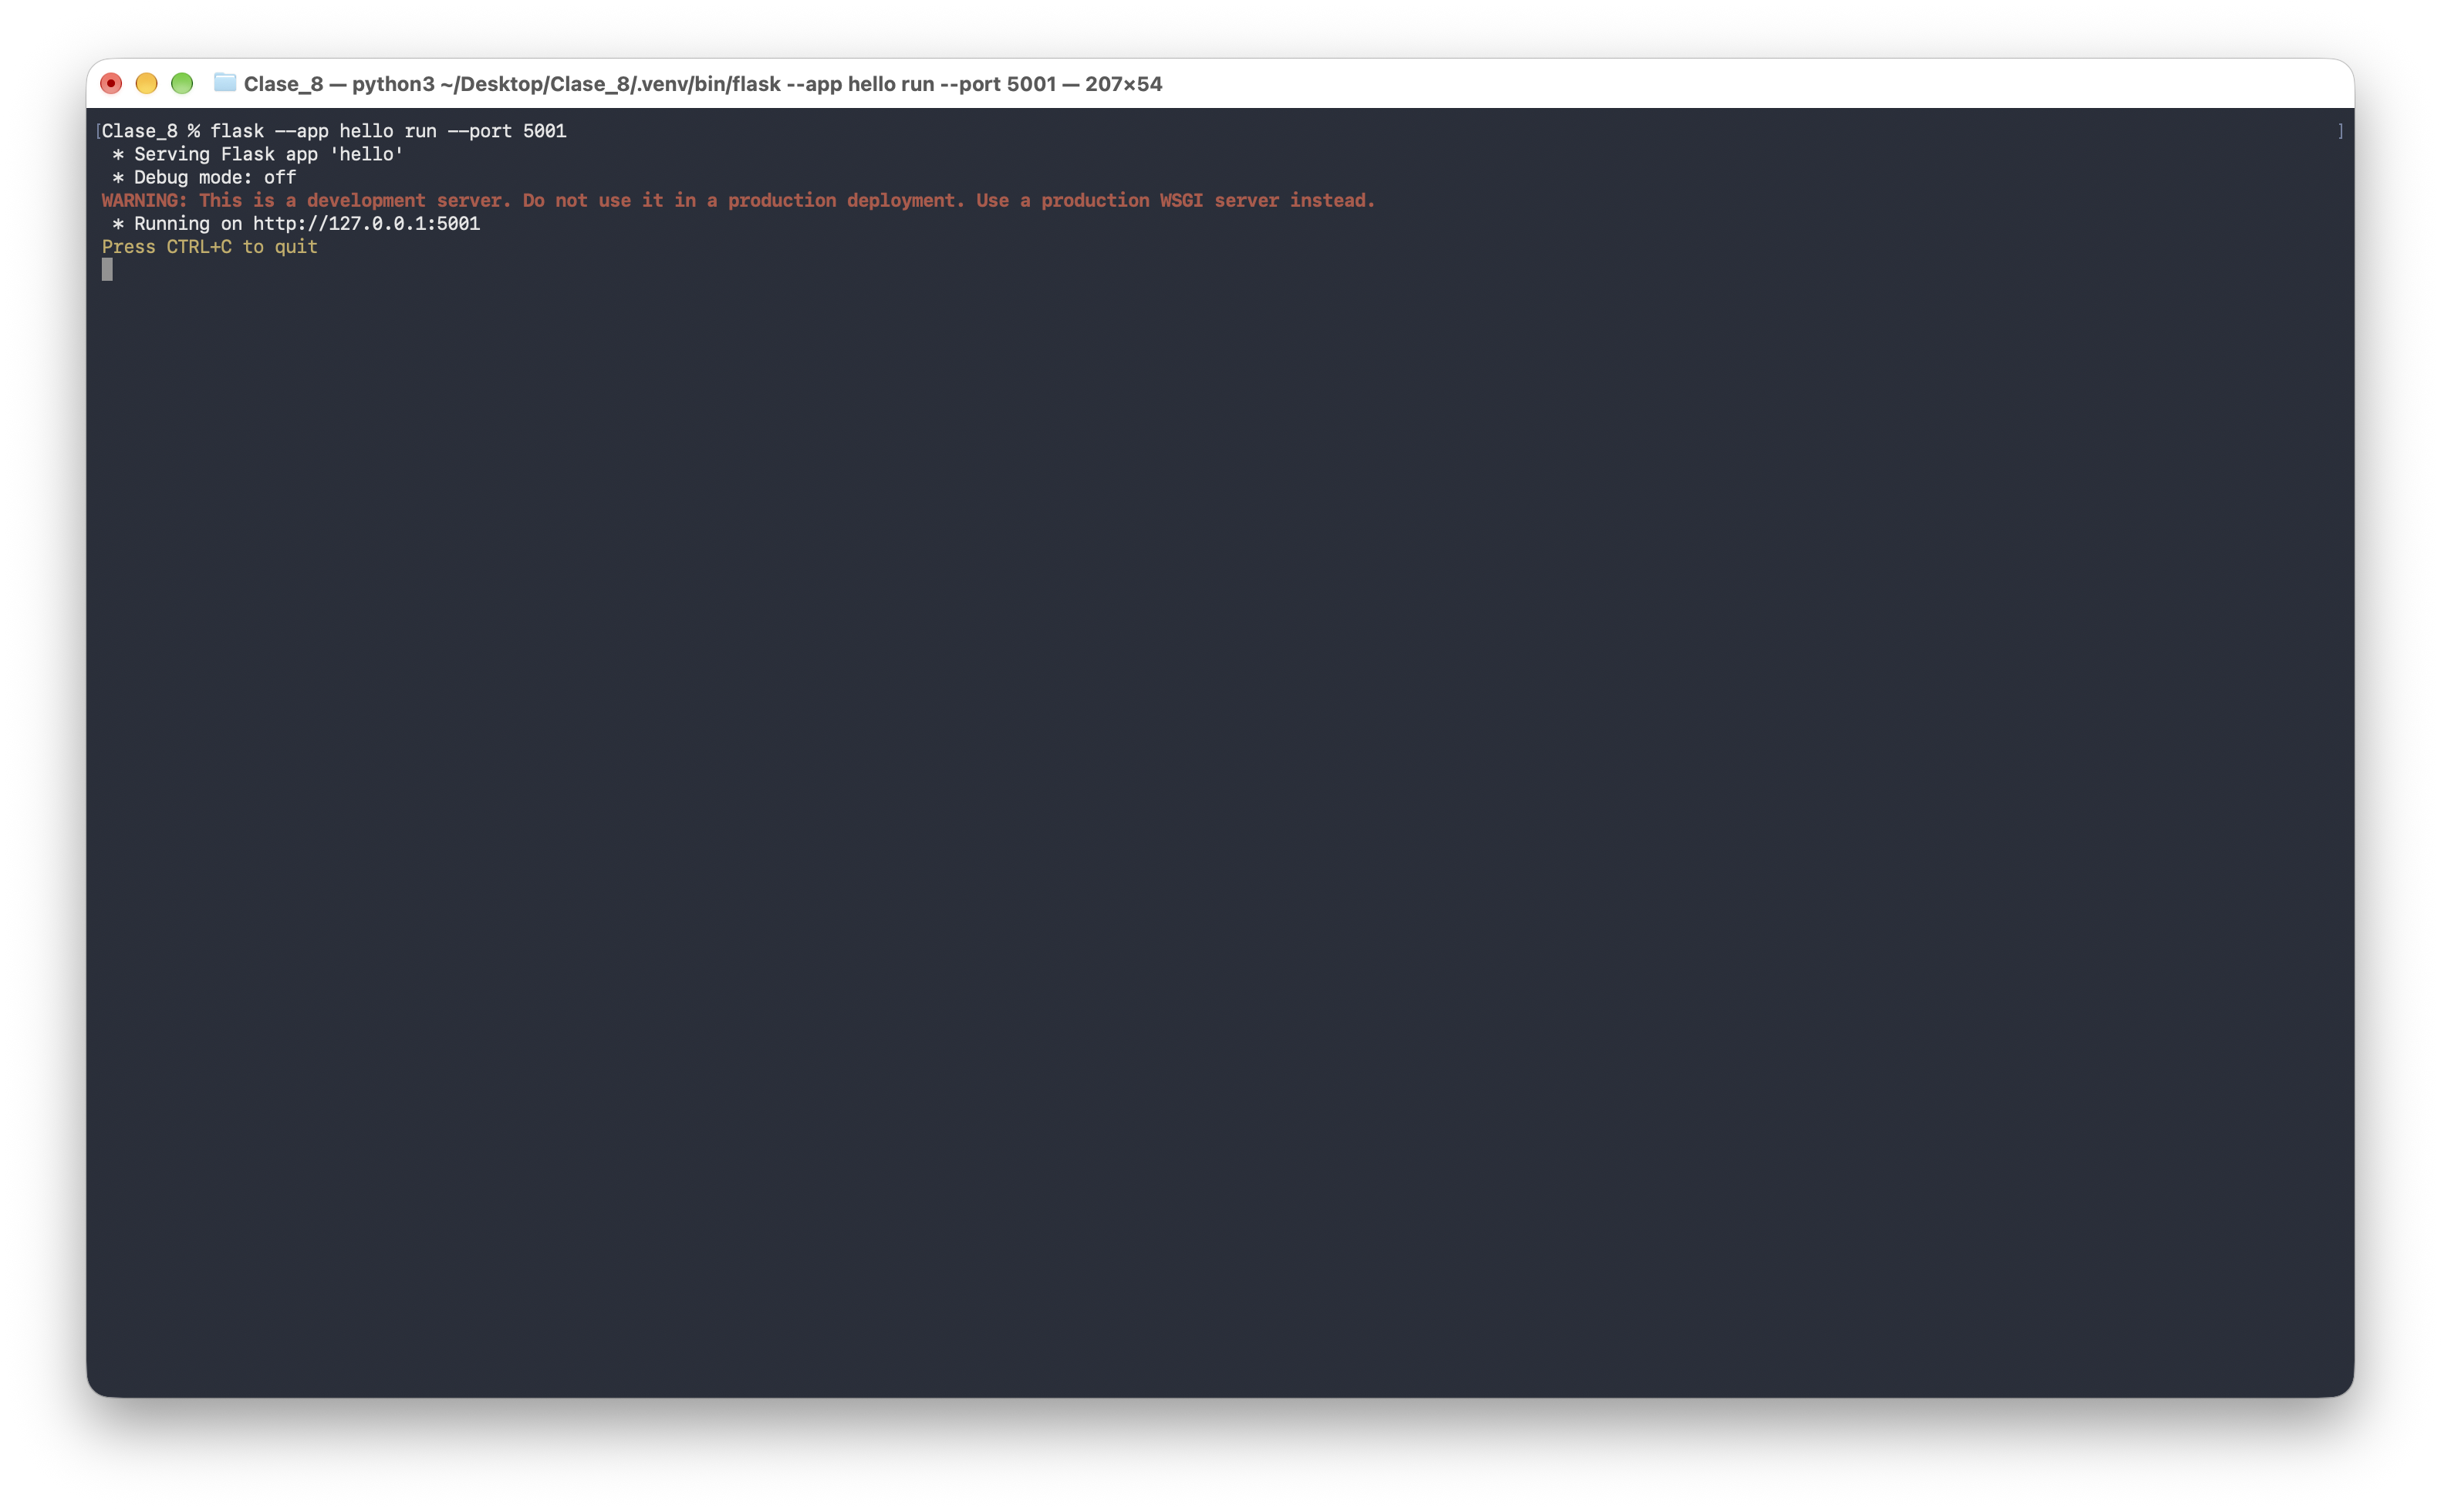 Clase_8 — python3 ~/Desktop/Clase_8/.venv/bin/flask --app hello run --port 5001 — 207×54
[Clase_8 % flask --app hello run --port 5001 ]
* Serving Flask app 'hello'
* Debug mode: off
WARNING: This is a development server. Do not use it in a production deployment. Use a production WSGI server instead.
* Running on http://127.0.0.1:5001
Press CTRL+C to quit